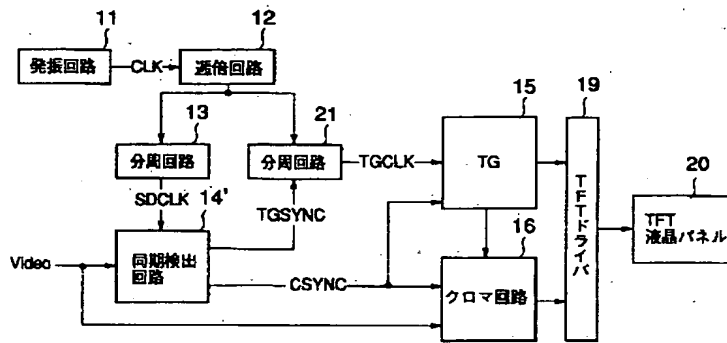 11
発振回路
CLK
12
逓倍回路
13
分周回路
21
分周回路
TGCLK
15
TG
19
TFTドライバ
20
TFT
液晶パネル
SDCLK
14'
TGSYNC
Video
同期検出
回路
CSYNC
16
クロマ回路